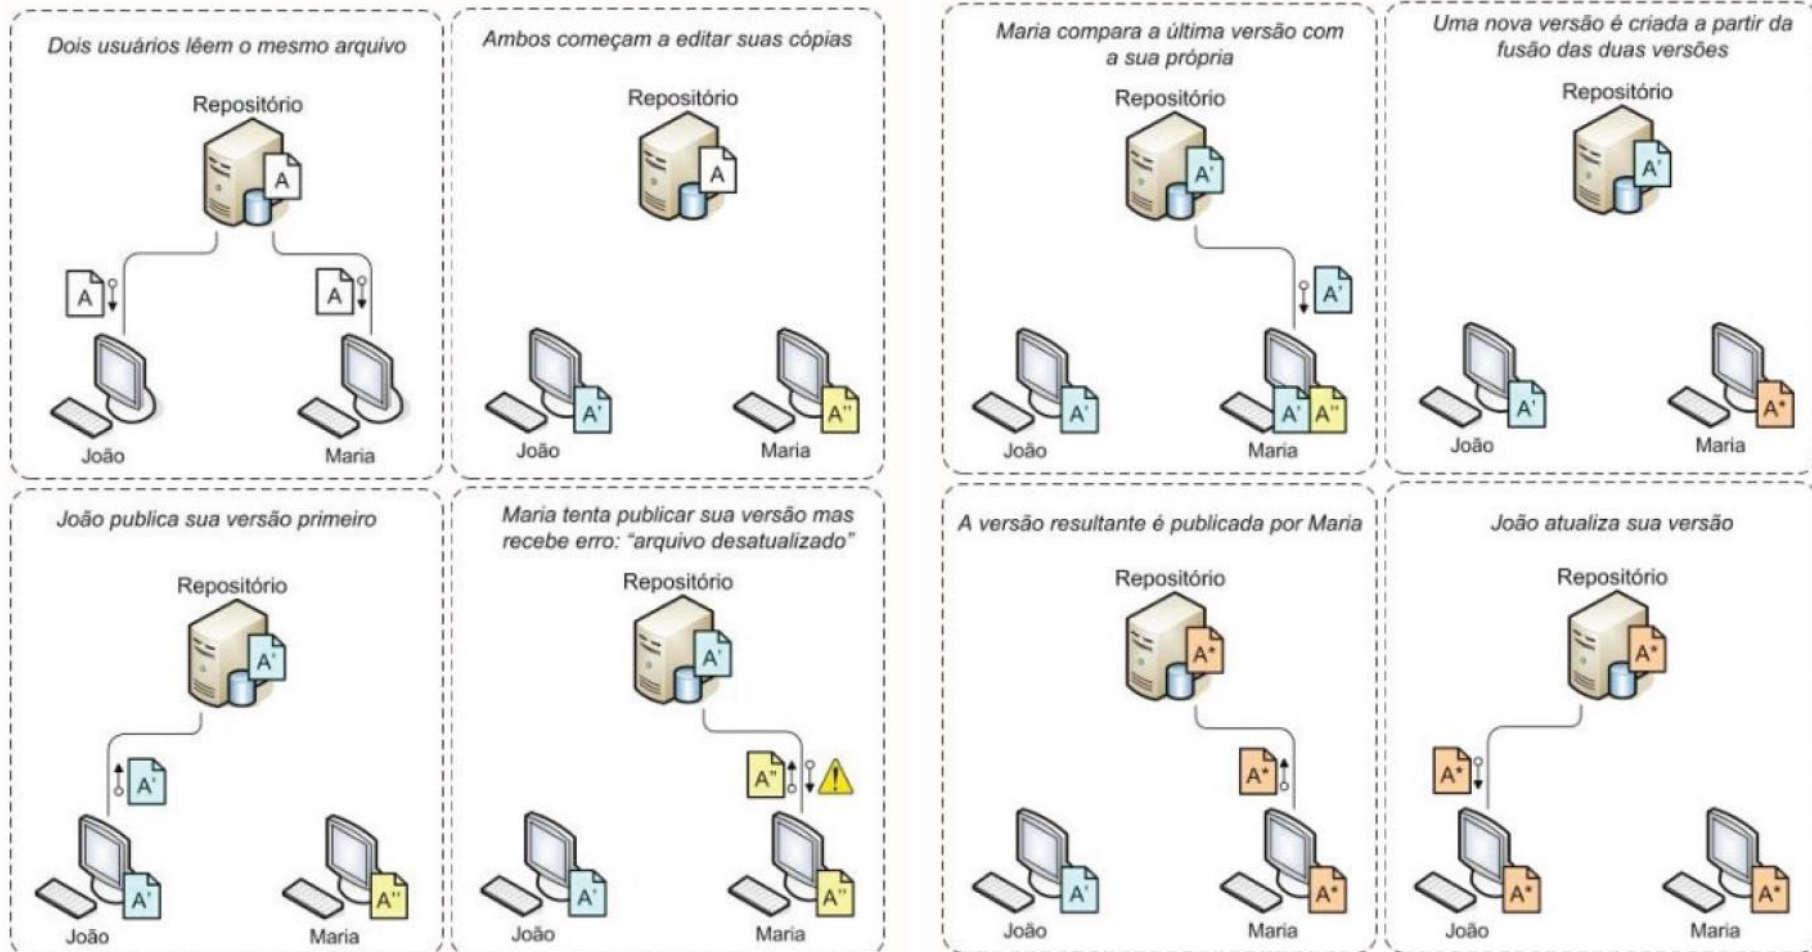 Dois usuários lêem o mesmo arquivo
Repositório
A
A
A
João
Maria
Ambos começam a editar suas cópias
Repositório
A
A'
A''
João
Maria
João publica sua versão primeiro
Repositório
A'
A'
A'
A''
João
Maria
Maria tenta publicar sua versão mas
recebe erro: “arquivo desatualizado”
Repositório
A'
A''
A'
A''
João
Maria
Maria compara a última versão com
a sua própria
Repositório
A'
A'
A'
A'
A''
João
Maria
Uma nova versão é criada a partir da
fusão das duas versões
Repositório
A'
A'
A*
João
Maria
A versão resultante é publicada por Maria
Repositório
A*
A*
A'
A*
João
Maria
João atualiza sua versão
Repositório
A*
A*
A*
A*
João
Maria